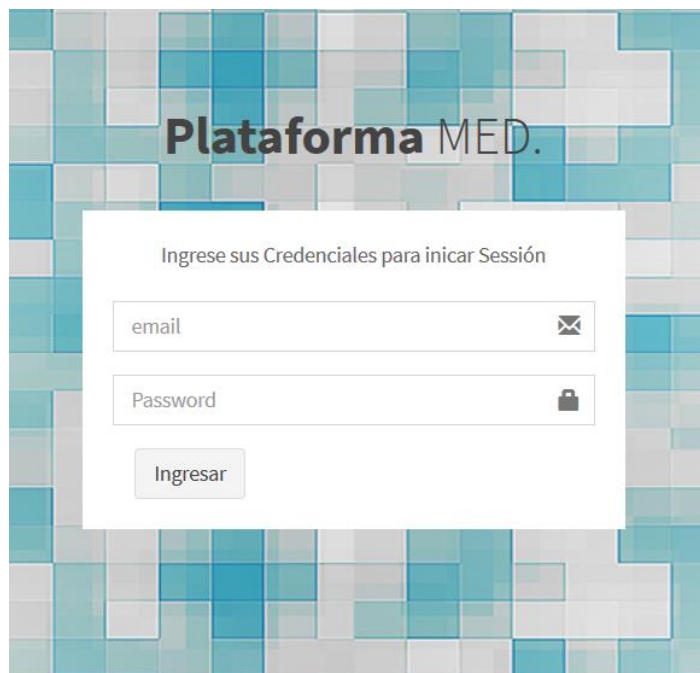 Plataforma MED.
Ingrese sus Credenciales para inicar Sessión
email
Password
Ingresar